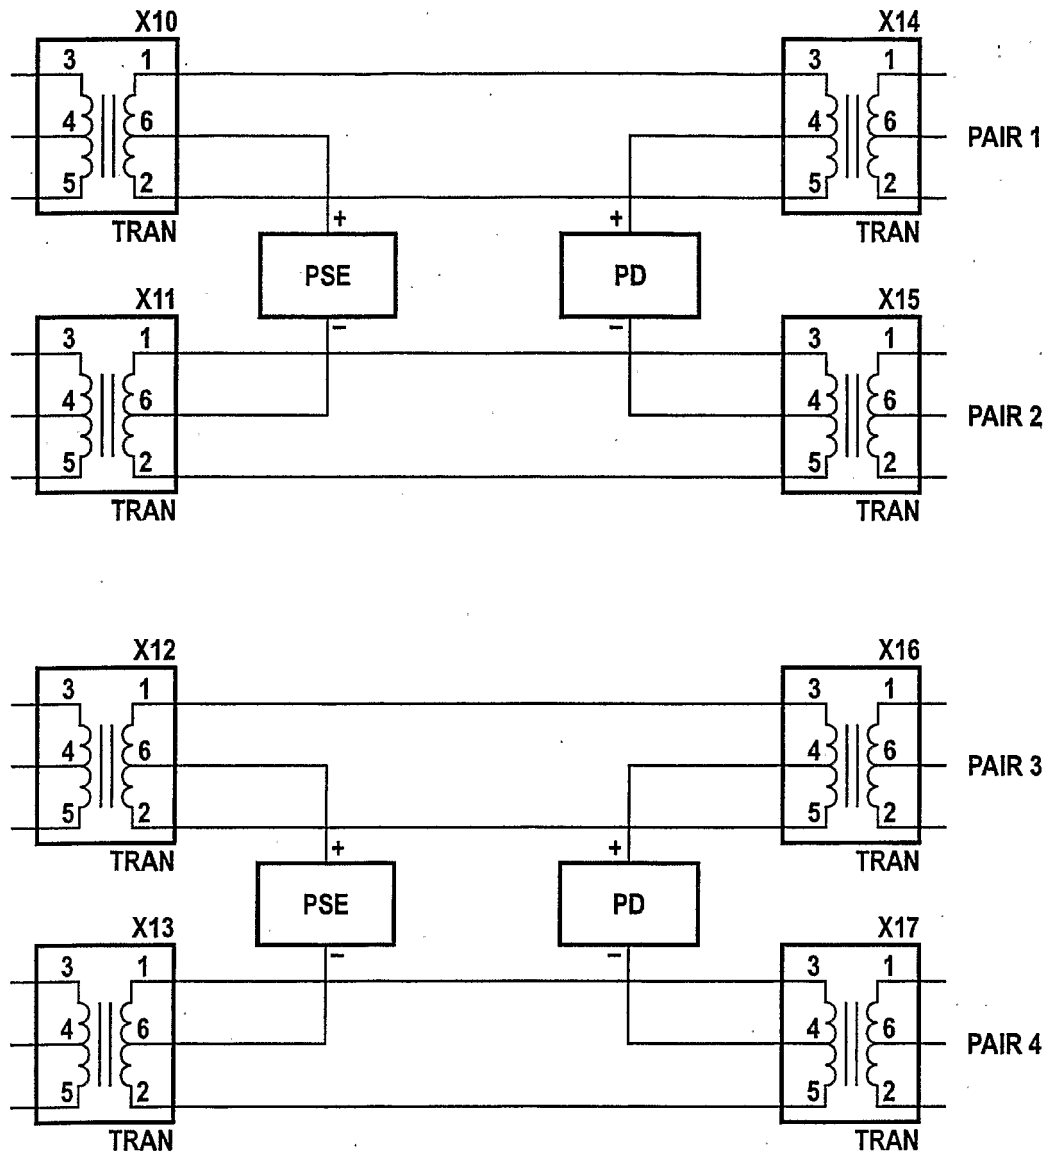 X10 X14
3 1 3 1
4 6 4 6 PAIR 1
5 2 5 2
TRAN + + TRAN
PSE PD
X11 X15
– –
3 1 3 1
4 6 4 6 PAIR 2
5 2 5 2
TRAN TRAN
X12 X16
3 1 3 1
4 6 4 6 PAIR 3
5 2 5 2
TRAN + + TRAN
PSE PD
X13 X17
– –
3 1 3 1
4 6 4 6 PAIR 4
5 2 5 2
TRAN TRAN